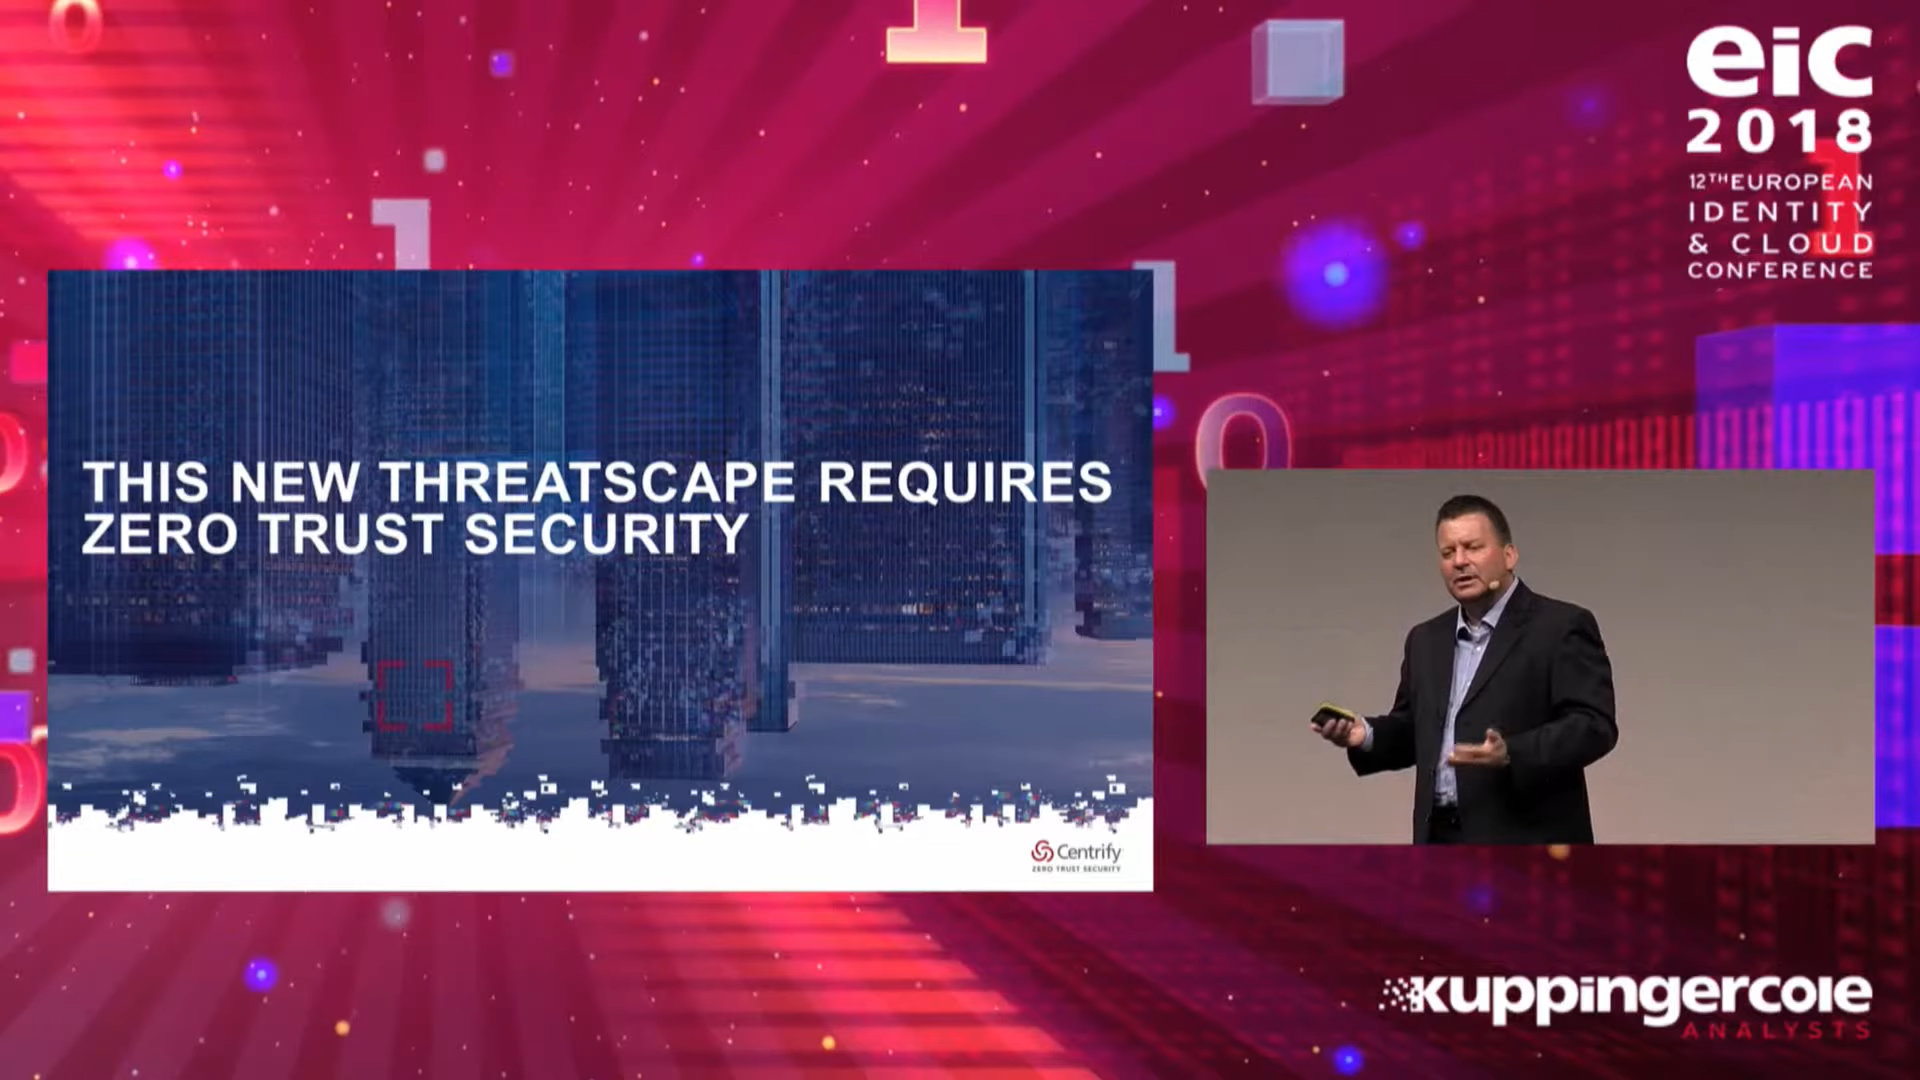 eic
2018
12TH EUROPEAN
IDENTITY
& CLOUD
CONFERENCE
THIS NEW THREATSCAPE REQUIRES
ZERO TRUST SECURITY
Centrify
ZERO TRUST SECURITY
kuppingercole
ANALYSTS